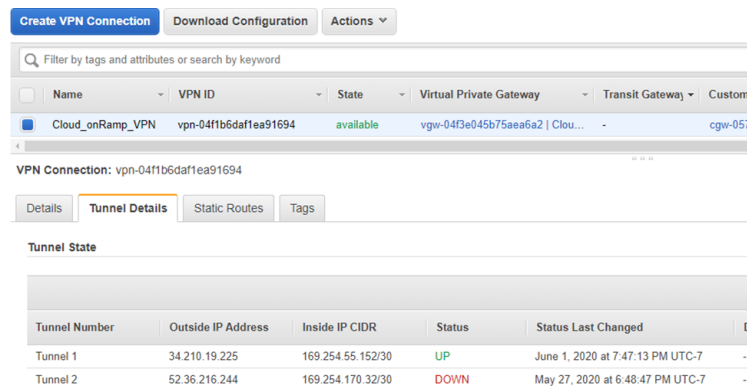 Create VPN Connection Download Configuration Actions
Filter by tags and attributes or search by keyword
Name VPN ID State Virtual Private Gateway Transit Gateway Custom
Cloud_onRamp_VPN vpn-04f1b6daf1ea91694 available vgw-04f3e045b75aea6a2 | Clou... - cgw-057
VPN Connection: vpn-04f1b6daf1ea91694
Details Tunnel Details Static Routes Tags
Tunnel State
Tunnel Number Outside IP Address Inside IP CIDR Status Status Last Changed
Tunnel 1 34.210.19.225 169.254.55.152/30 UP June 1, 2020 at 7:47:13 PM UTC-7 -
Tunnel 2 52.36.216.244 169.254.170.32/30 DOWN May 27, 2020 at 6:48:47 PM UTC-7 -